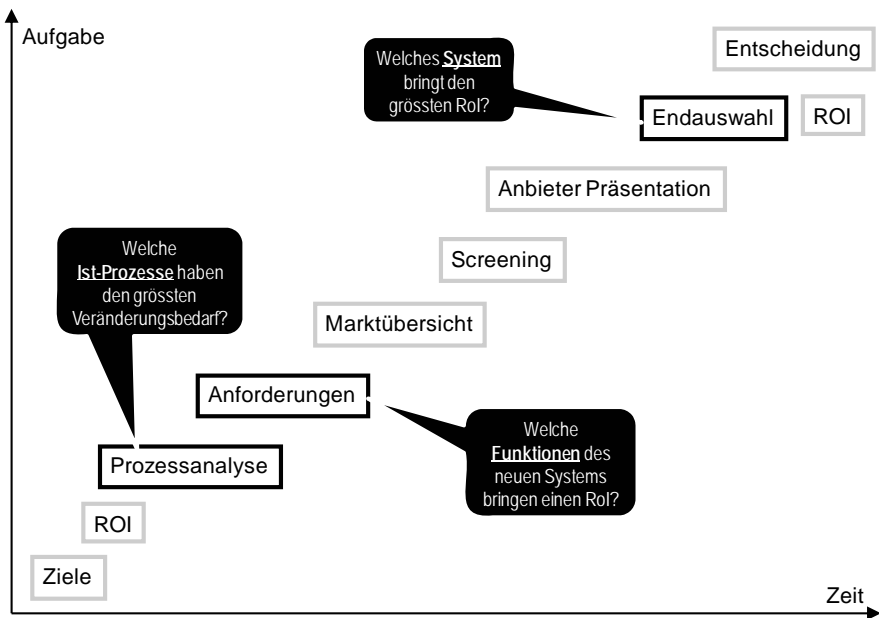 Aufgabe
Entscheidung
Welches System
bringt den
grössten RoI?
Endauswahl
ROI
Anbieter Präsentation
Welche
Ist-Prozesse haben
den grössten
Veränderungsbedarf?
Screening
Marktübersicht
Anforderungen
Welche
Funktionen des
neuen Systems
bringen einen RoI?
Prozessanalyse
ROI
Ziele
Zeit